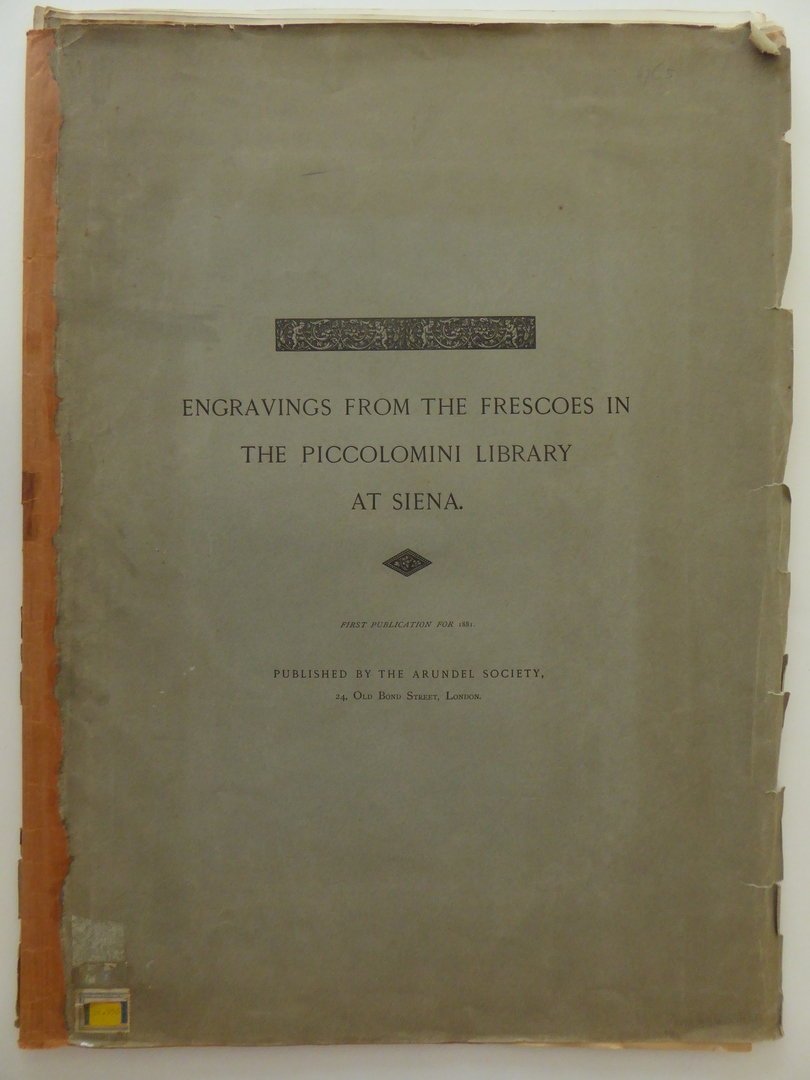 ENGRAVINGS FROM THE FRESCOES IN
THE PICCOLOMINI LIBRARY
AT SIENA.
FIRST PUBLICATION FOR 1881.
PUBLISHED BY THE ARUNDEL SOCIETY,
24, OLD BOND STREET, LONDON.